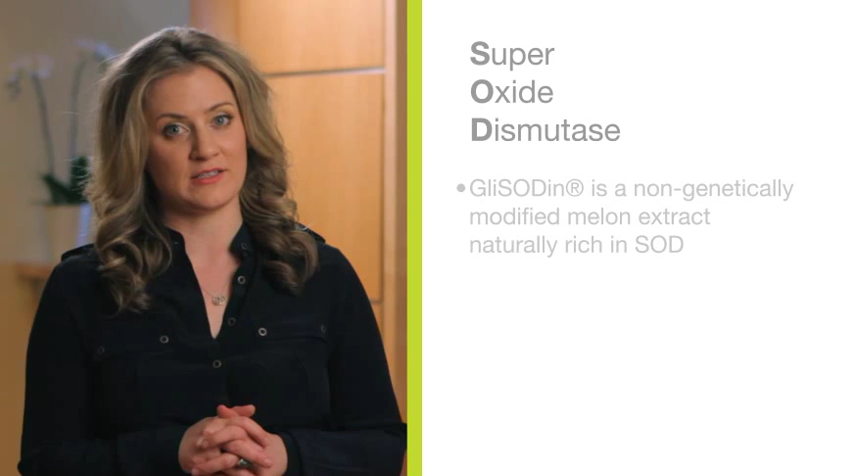 Super
Oxide
Dismutase
•GliSODin® is a non-genetically
modified melon extract
naturally rich in SOD